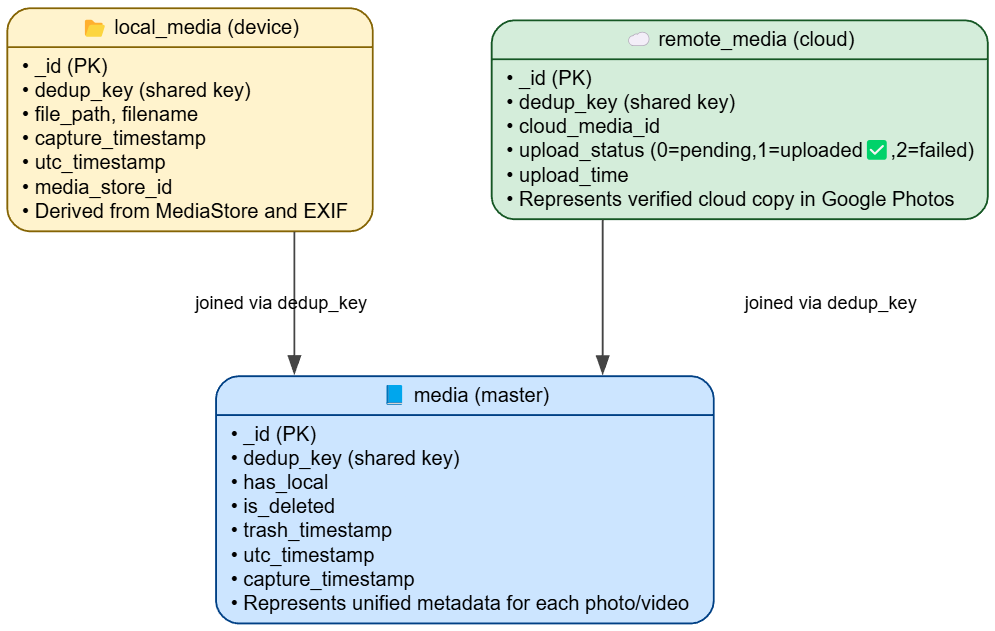 📂 local_media (device)
• _id (PK)
• dedup_key (shared key)
• file_path, filename
• capture_timestamp
• utc_timestamp
• media_store_id
• Derived from MediaStore and EXIF
☁️ remote_media (cloud)
• _id (PK)
• dedup_key (shared key)
• cloud_media_id
• upload_status (0=pending,1=uploaded✅,2=failed)
• upload_time
• Represents verified cloud copy in Google Photos
joined via dedup_key
joined via dedup_key
📘 media (master)
• _id (PK)
• dedup_key (shared key)
• has_local
• is_deleted
• trash_timestamp
• utc_timestamp
• capture_timestamp
• Represents unified metadata for each photo/video